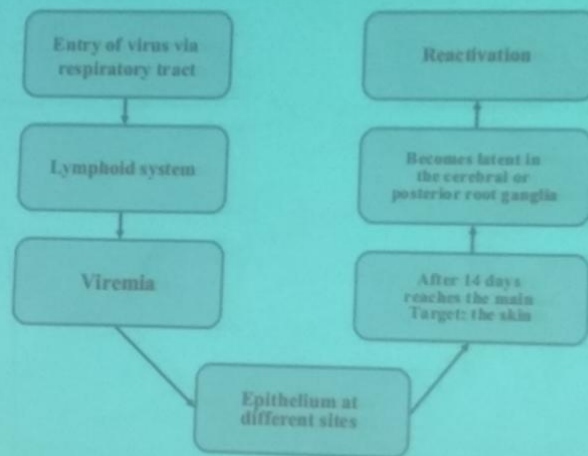 Entry of virus via
respiratory tract
Lymphoid system
Viremia
Epithelium at
different sites
After 14 days
reaches the main
Target: the skin
Becomes latent in
the cerebral or
posterior root ganglia
Reactivation